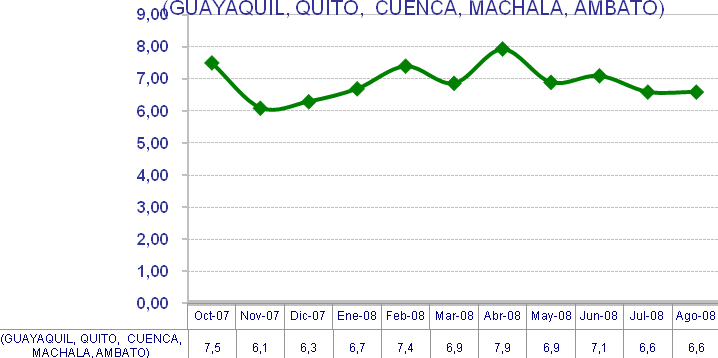 (GUAYAQUIL, QUITO,  CUENCA, MACHALA, AMBATO)
9,00
8,00
7,00
6,00
5,00
4,00
3,00
2,00
1,00
0,00
Oct-07 Nov-07 Dic-07 Ene-08 Feb-08 Mar-08 Abr-08 May-08 Jun-08 Jul-08 Ago-08
(GUAYAQUIL, QUITO,  CUENCA,
MACHALA, AMBATO)
7,5 6,1 6,3 6,7 7,4 6,9 7,9 6,9 7,1 6,6 6,6